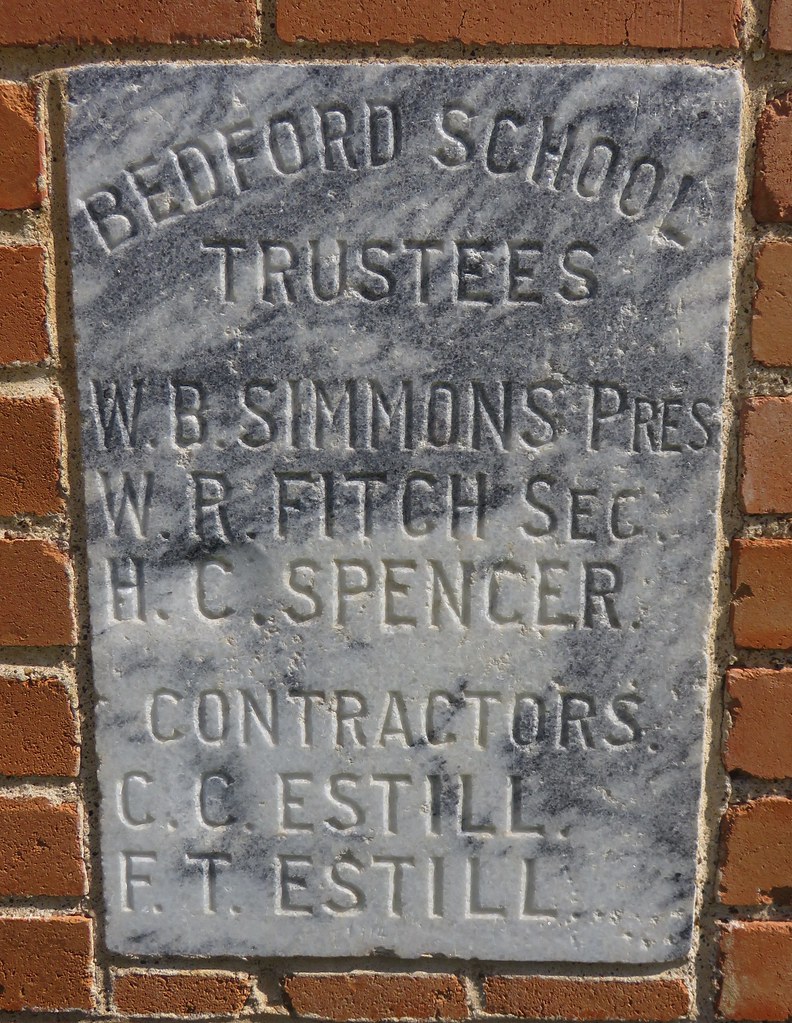 BEDFORD SCHOOL
TRUSTEES
W. B. SIMMONS PRES
W. R. FITCH SEC.
H. C. SPENCER.
CONTRACTORS.
C. C. ESTILL.
F. T. ESTILL.